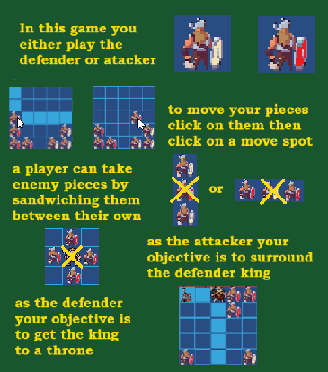 In this game you
either play the
defender or atacker
to move your pieces
click on them then
click on a move spot
a player can take
enemy pieces by
sandwiching them
between their own
or
as the attacker your
objective is to surround
the defender king
as the defender
your objective is
to get the king
to a throne